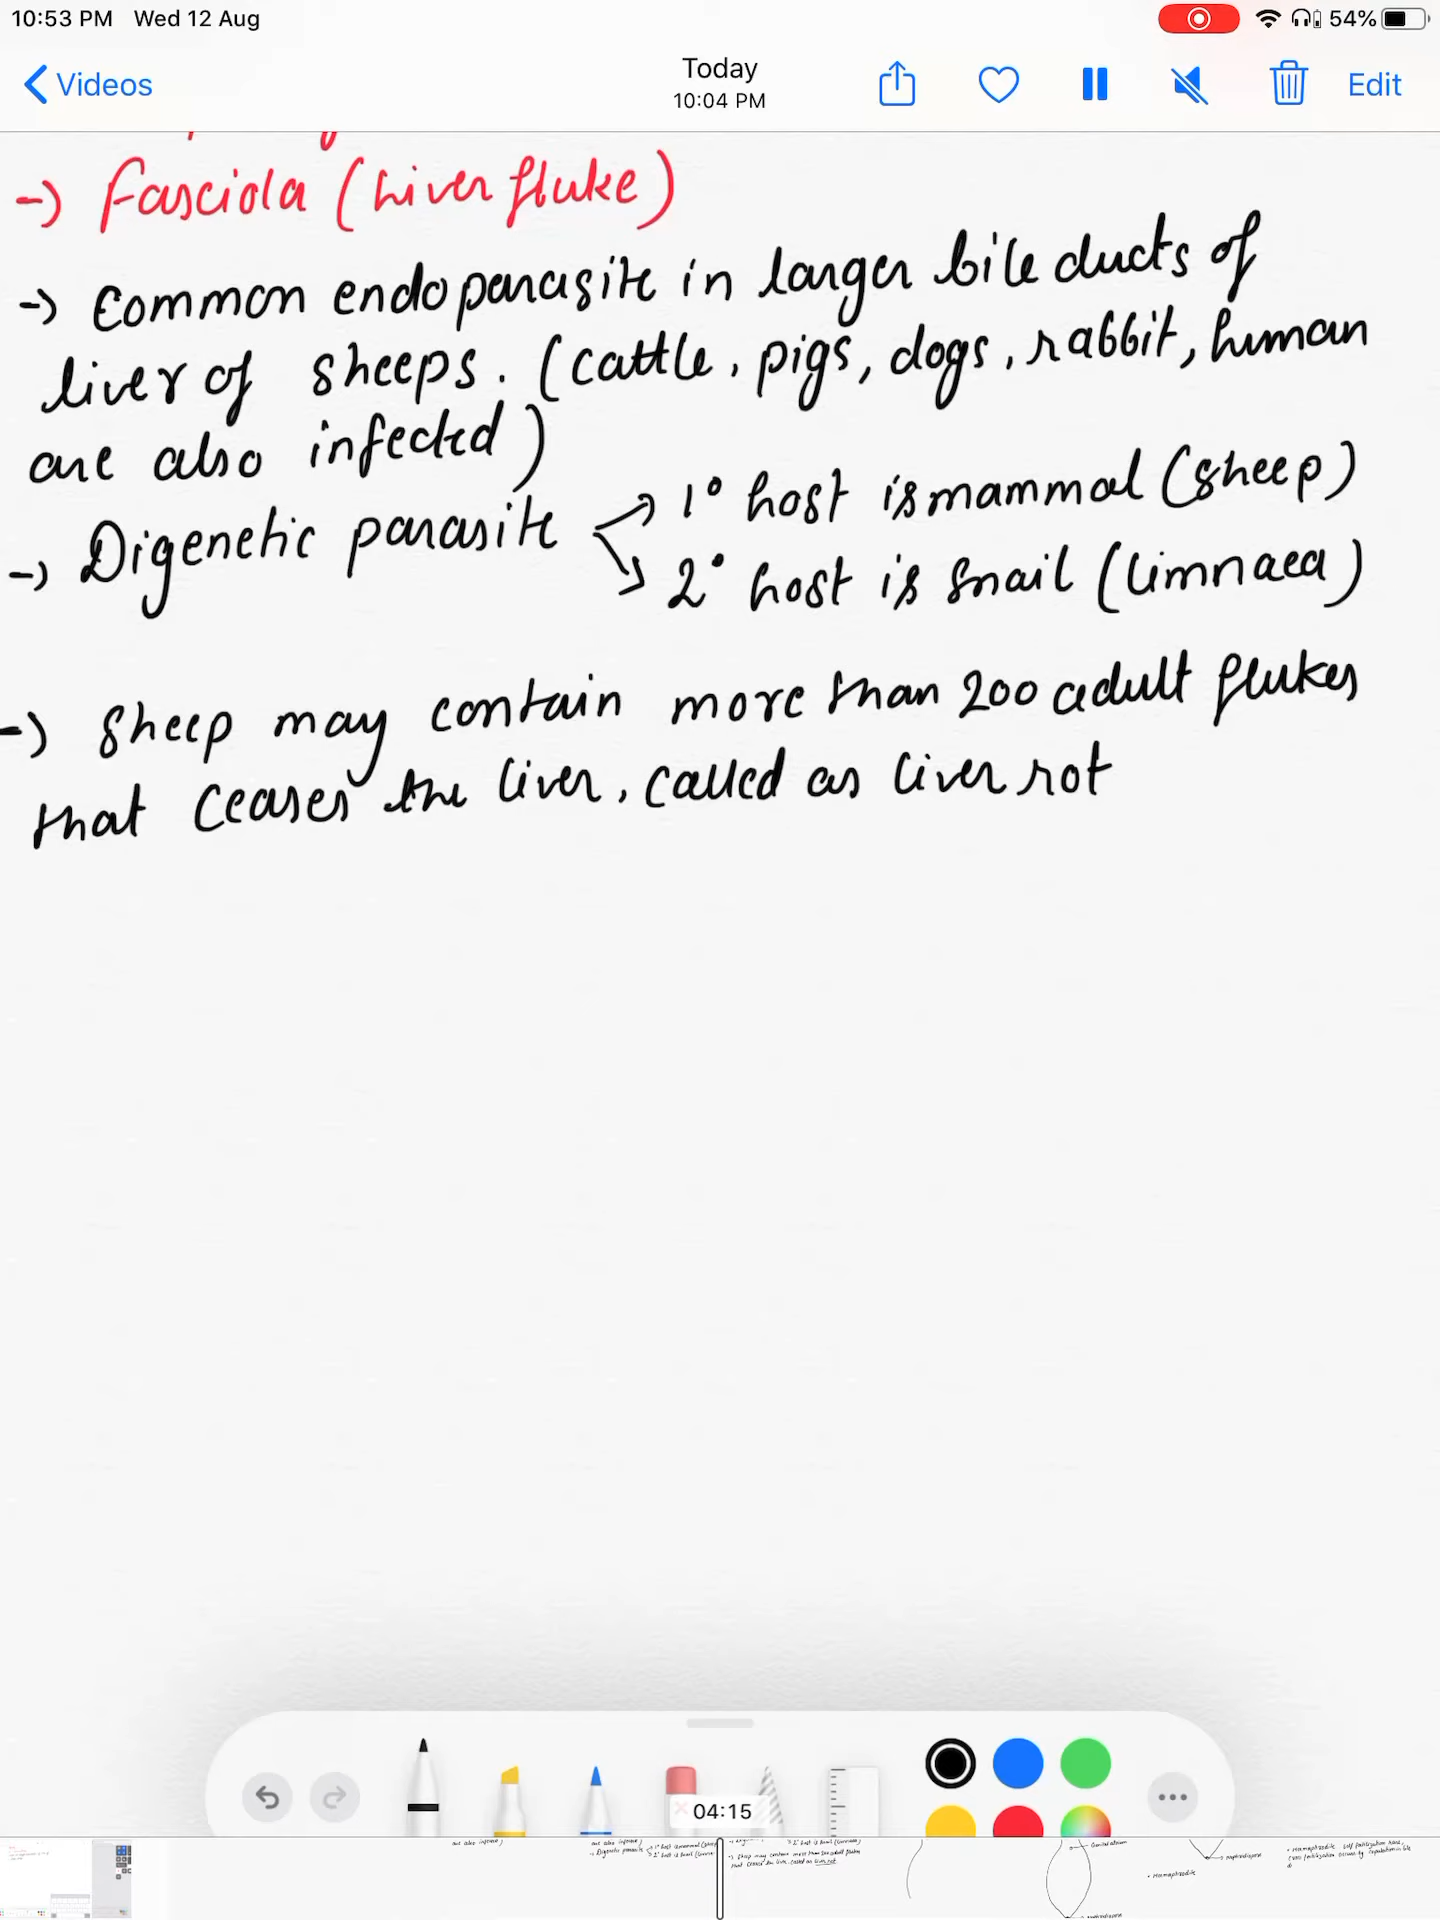 10:53 PM Wed 12 Aug 54%
Videos
Today
10:04 PM
Edit
-> Fasciola (Liver fluke)
-> Common endoparasite in larger bile ducts of
liver of sheeps. (cattle, pigs, dogs, rabbit, human
are also infected)
-> Digenetic parasite -> 1° host is mammal (sheep)
-> 2° host is snail (Limnaea)
-> Sheep may contain more than 200 adult flukes
that ceases the liver, called as liver rot
04:15